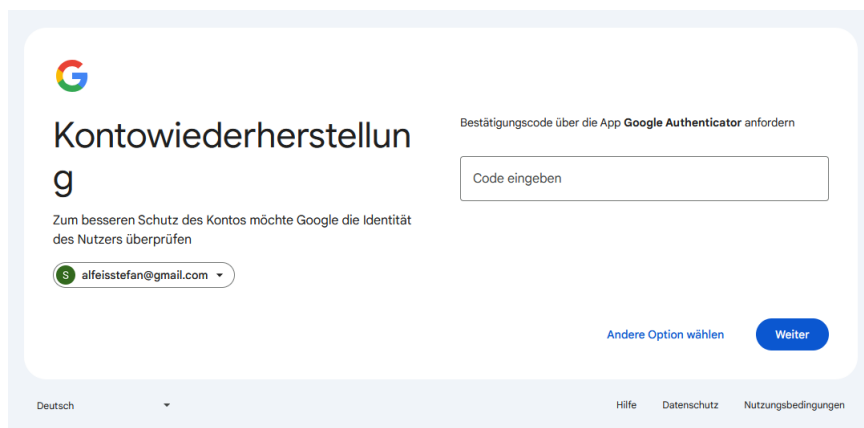 Kontowiederherstellun
g
Zum besseren Schutz des Kontos möchte Google die Identität
des Nutzers überprüfen
S alfeisstefan@gmail.com
Bestätigungscode über die App Google Authenticator anfordern
Code eingeben
Andere Option wählen
Weiter
Deutsch
Hilfe Datenschutz Nutzungsbedingungen